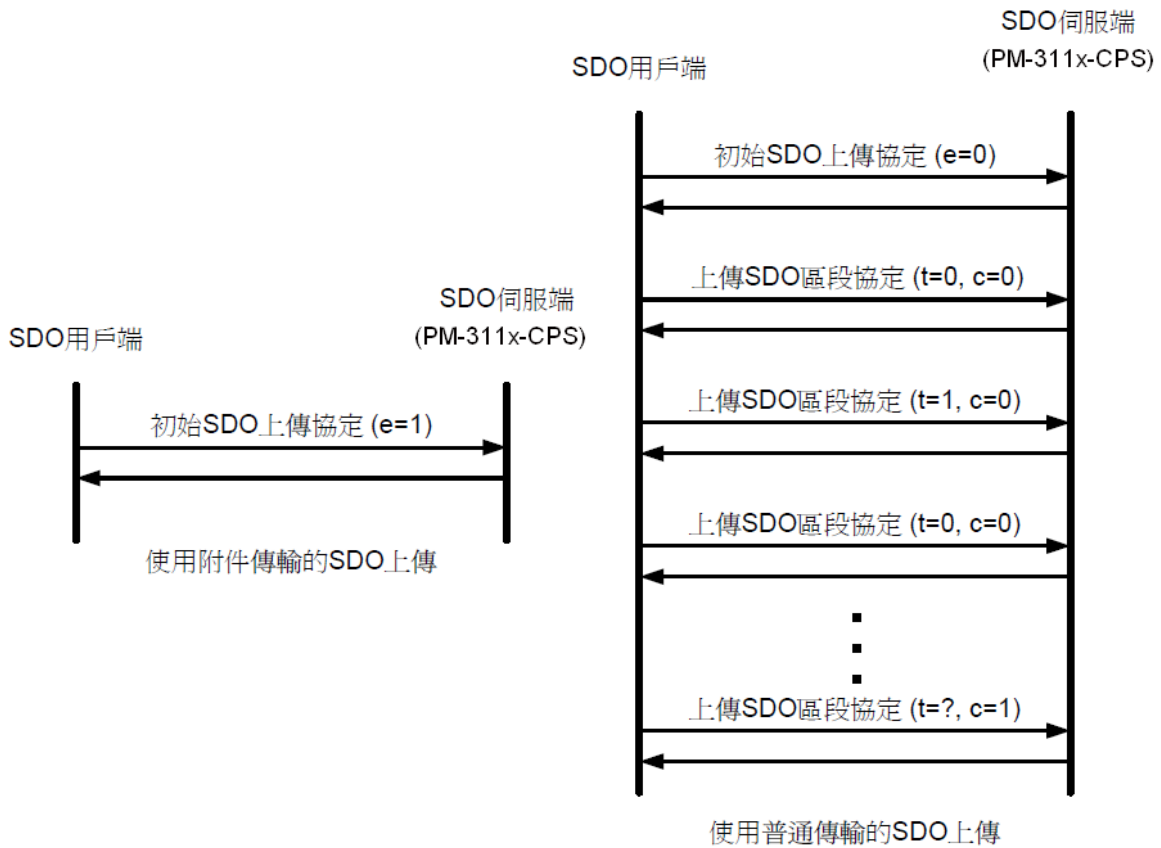 SDO用戶端
SDO伺服端
(PM-311x-CPS)
初始SDO上傳協定 (e=1)
使用附件傳輸的SDO上傳
SDO用戶端
SDO伺服端
(PM-311x-CPS)
初始SDO上傳協定 (e=0)
上傳SDO區段協定 (t=0, c=0)
上傳SDO區段協定 (t=1, c=0)
上傳SDO區段協定 (t=0, c=0)
上傳SDO區段協定 (t=?, c=1)
使用普通傳輸的SDO上傳